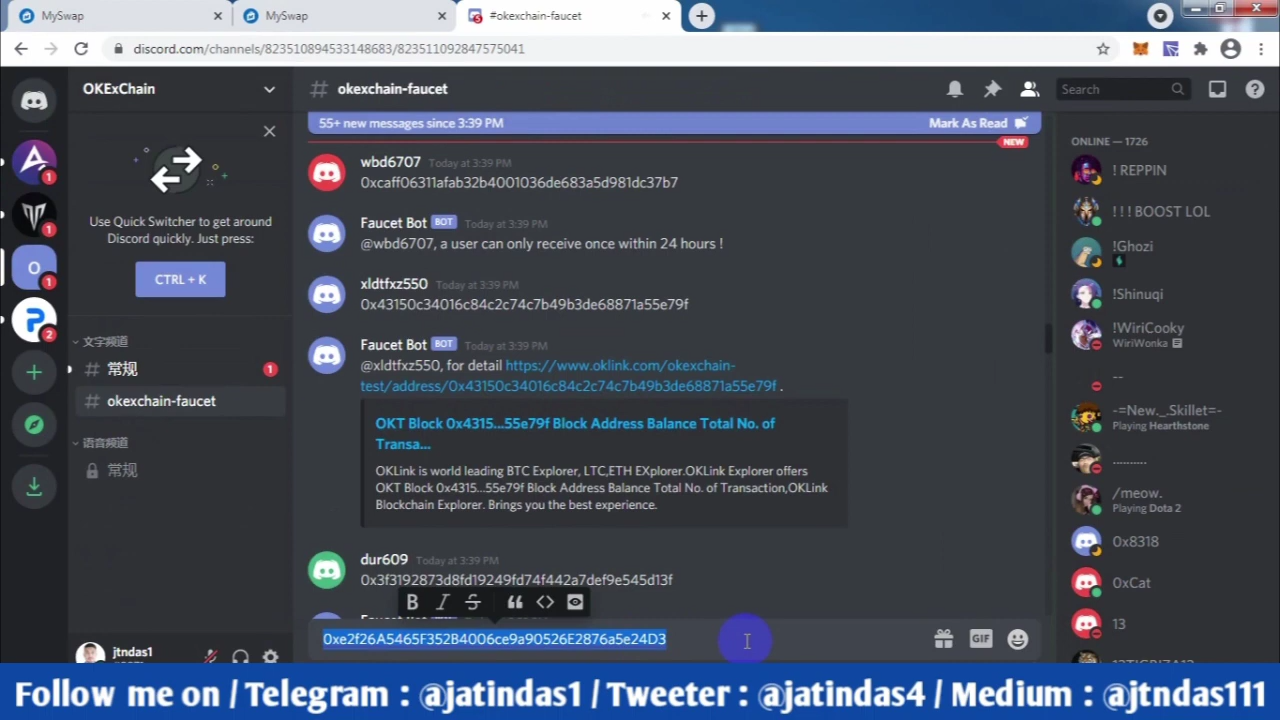 MySwap
MySwap
#okexchain-faucet
discord.com/channels/823510894533148683/823511092847575041
OKExChain
okexchain-faucet
Search
55+ new messages since 3:39 PM
Mark As Read
NEW
Use Quick Switcher to get around
Discord quickly. Just press:
CTRL + K
文字频道
常规
1
okexchain-faucet
语音频道
常规
1
1
O
1
2
jtndas1
wbd6707 Today at 3:39 PM
0xcaff06311afab32b4001036de683a5d981dc37b7
Faucet Bot BOT Today at 3:39 PM
@wbd6707, a user can only receive once within 24 hours !
xldtfxz550 Today at 3:39 PM
0x43150c34016c84c2c74c7b49b3de68871a55e79f
Faucet Bot BOT Today at 3:39 PM
@xldtfxz550, for detail https://www.oklink.com/okexchain-
test/address/0x43150c34016c84c2c74c7b49b3de68871a55e79f .
OKT Block 0x4315...55e79f Block Address Balance Total No. of
Transa...
OKLink is world leading BTC Explorer, LTC,ETH EXplorer.OKLink Explorer offers
OKT Block 0x4315...55e79f Block Address Balance Total No. of Transaction,OKLink
Blockchain Explorer. Brings you the best experience.
dur609 Today at 3:39 PM
0x3f3192873d8fd19249fd74f442a7def9e545d13f
B I S
0xe2f26A5465F352B4006ce9a90526E2876a5e24D3
GIF
ONLINE — 1726
! REPPIN
! ! ! BOOST LOL
!Ghozi
!Shinuqi
!WiriCooky
WiriWonka
--
-=New._.Skillet=-
Playing Hearthstone
..........
/meow.
Playing Dota 2
0x8318
0xCat
13
Follow me on / Telegram : @jatindas1 / Tweeter : @jatindas4 / Medium : @jtndas111